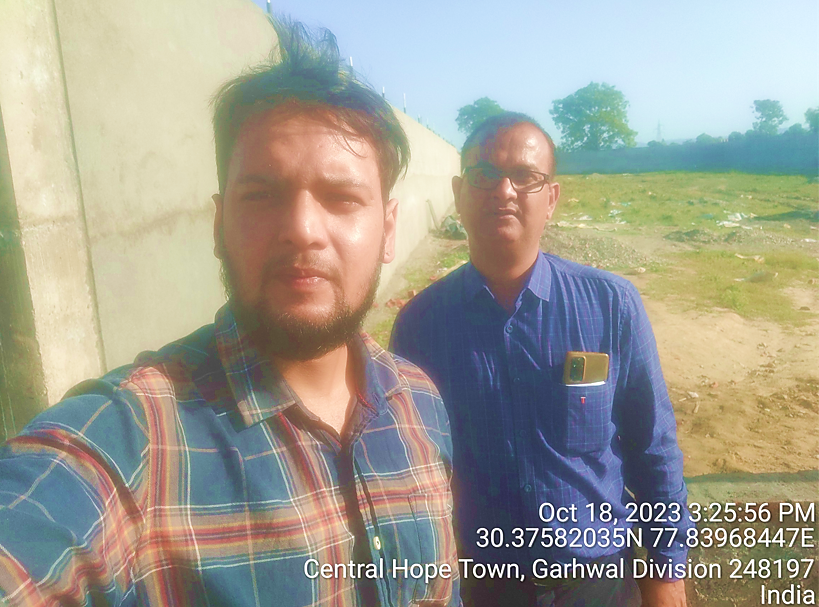 Oct 18, 2023 3:25:56 PM
30.37582035N 77.83968447E
Central Hope Town, Garhwal Division 248197
India